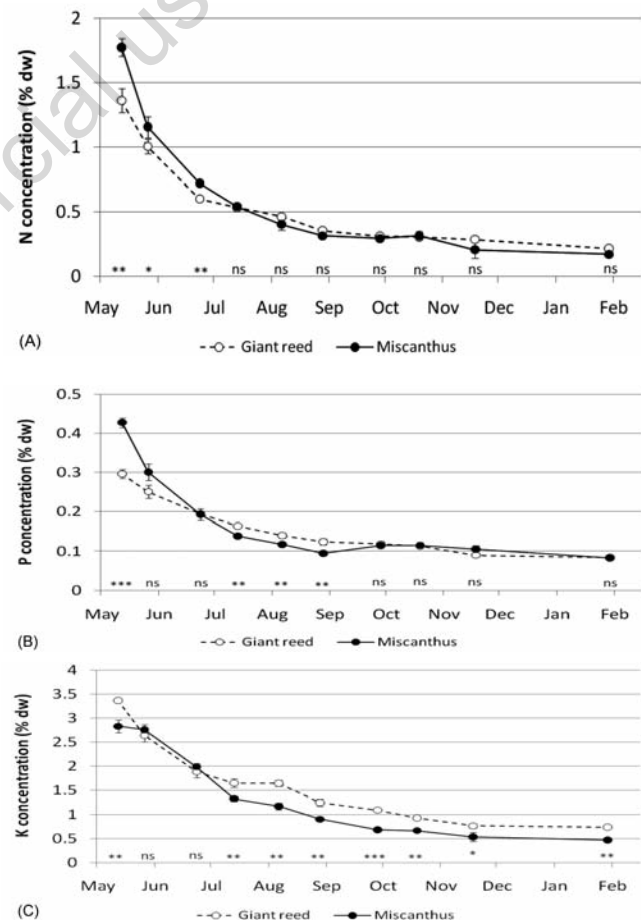 rcial us
2
1.5
1
0.5
0
N concentration (% dw)
** * ** ns ns ns ns ns ns ns
May Jun Jul Aug Sep Oct Nov Dec Jan Feb
(A)
Giant reed Miscanthus
0.5
0.4
0.3
0.2
0.1
0
P concentration (% dw)
*** ns ns ** ** ** ns ns ns ns
May Jun Jul Aug Sep Oct Nov Dec Jan Feb
(B)
Giant reed Miscanthus
4
3.5
3
2.5
2
1.5
1
0.5
0
K concentration (% dw)
** ns ns ** ** ** *** ** * **
May Jun Jul Aug Sep Oct Nov Dec Jan Feb
(C)
Giant reed Miscanthus